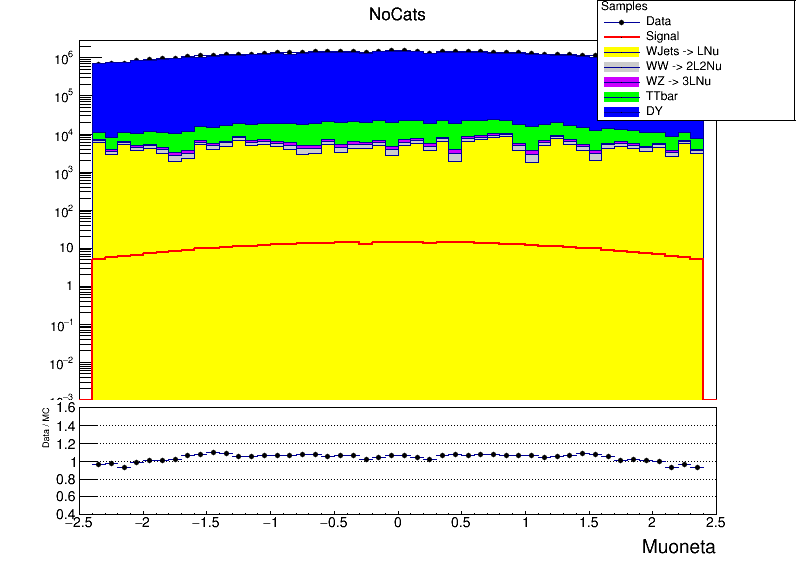 NoCats
Samples
Data
Signal
WJets -> LNu
WW -> 2L2Nu
WZ -> 3LNu
TTbar
DY
10⁶
10⁵
10⁴
10³
10²
10
1
10⁻¹
10⁻²
10⁻³
Data / MC
1.6
1.4
1.2
1
0.8
0.6
0.4
−2.5 −2 −1.5 −1 −0.5 0 0.5 1 1.5 2 2.5
Muoneta